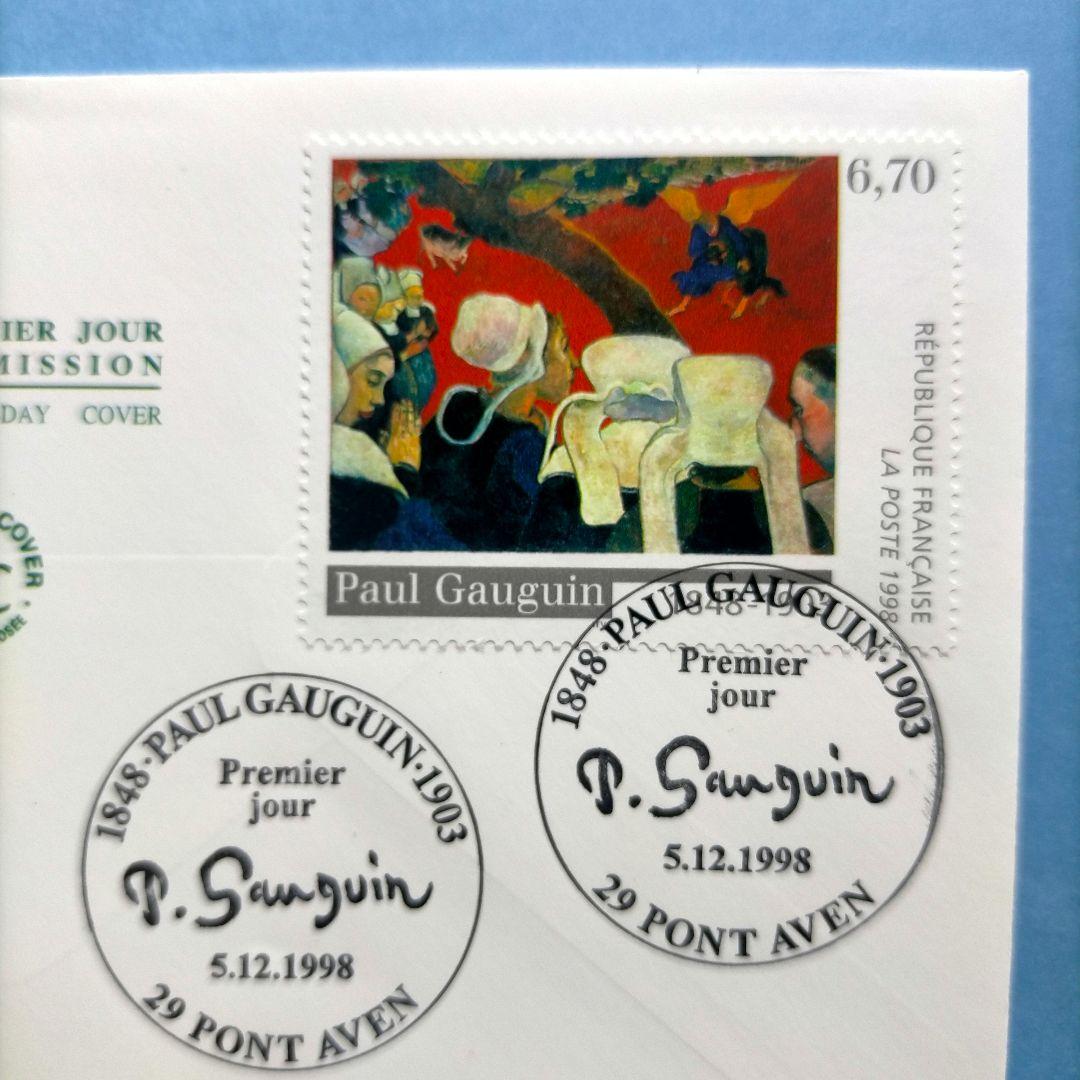 6,70
RÉPUBLIQUE FRANÇAISE
LA POSTE 1998
Paul Gauguin 1848-1903
IER JOUR
MISSION
DAY COVER
COVER
OSÉE
1848·PAUL GAUGUIN·1903
Premier
jour
P. Gauguin
5.12.1998
29 PONT AVEN
1848·PAUL GAUGUIN·1903
Premier
jour
P. Gauguin
5.12.1998
29 PONT AVEN